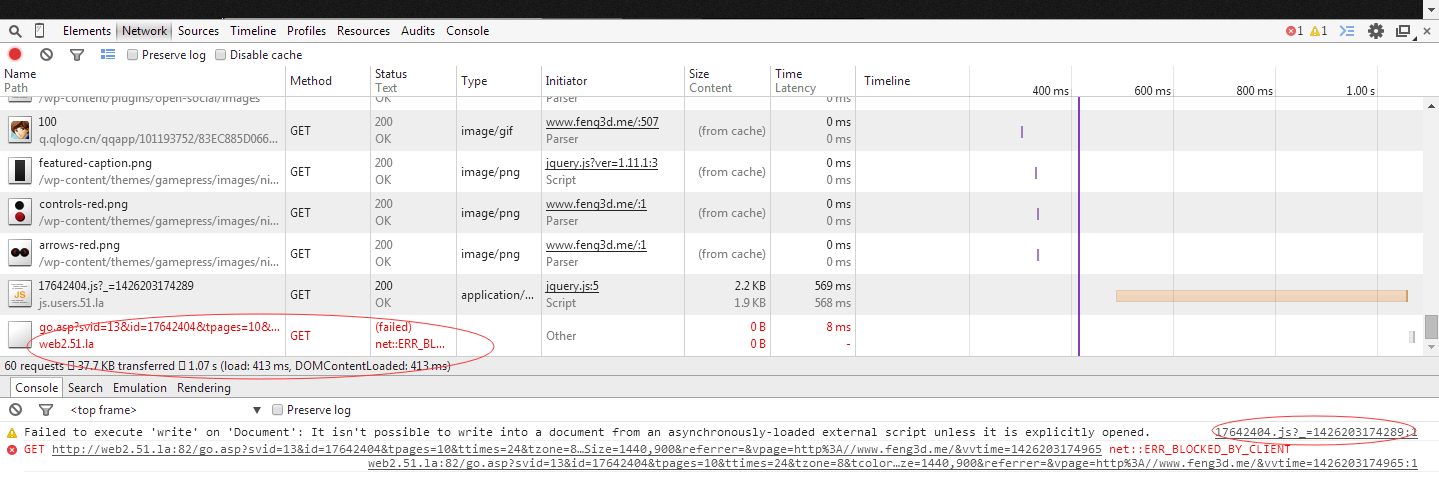 Elements Network Sources Timeline Profiles Resources Audits Console 1 1
Preserve log Disable cache
Name Path Method Status Text Type Initiator Size Content Time Latency Timeline 400 ms 600 ms 800 ms 1.00 s
/wp-content/plugins/open-social/images OK Parser 0 ms
100 GET 200 image/gif www.feng3d.me/:507 (from cache) 0 ms
q.qlogo.cn/qqapp/101193752/83EC885D066... OK Parser 0 ms
featured-caption.png GET 200 image/png jquery.js?ver=1.11.1:3 (from cache) 0 ms
/wp-content/themes/gamepress/images/ni... OK Script 0 ms
controls-red.png GET 200 image/png www.feng3d.me/:1 (from cache) 0 ms
/wp-content/themes/gamepress/images/ni... OK Parser 0 ms
arrows-red.png GET 200 image/png www.feng3d.me/:1 (from cache) 0 ms
/wp-content/themes/gamepress/images/ni... OK Parser 0 ms
17642404.js?_=1426203174289 GET 200 application/... jquery.js:5 2.2 KB 569 ms
js.users.51.la OK Script 1.9 KB 568 ms
go.asp?svid=13&id=17642404&tpages=10&... GET (failed) Other 0 B 8 ms
web2.51.la net::ERR_BL... 0 B -
60 requests ▯ 37.7 KB transferred ▯ 1.07 s (load: 413 ms, DOMContentLoaded: 413 ms)
Console Search Emulation Rendering
<top frame> ▼ Preserve log
Failed to execute 'write' on 'Document': It isn't possible to write into a document from an asynchronously-loaded external script unless it is explicitly opened. 17642404.js?_=1426203174289:1
GET http://web2.51.la:82/go.asp?svid=13&id=17642404&tpages=10&ttimes=24&tzone=8…Size=1440,900&referrer=&vpage=http%3A//www.feng3d.me/&vvtime=1426203174965 net::ERR_BLOCKED_BY_CLIENT
web2.51.la:82/go.asp?svid=13&id=17642404&tpages=10&ttimes=24&tzone=8&tcolor…ze=1440,900&referrer=&vpage=http%3A//www.feng3d.me/&vvtime=1426203174965:1